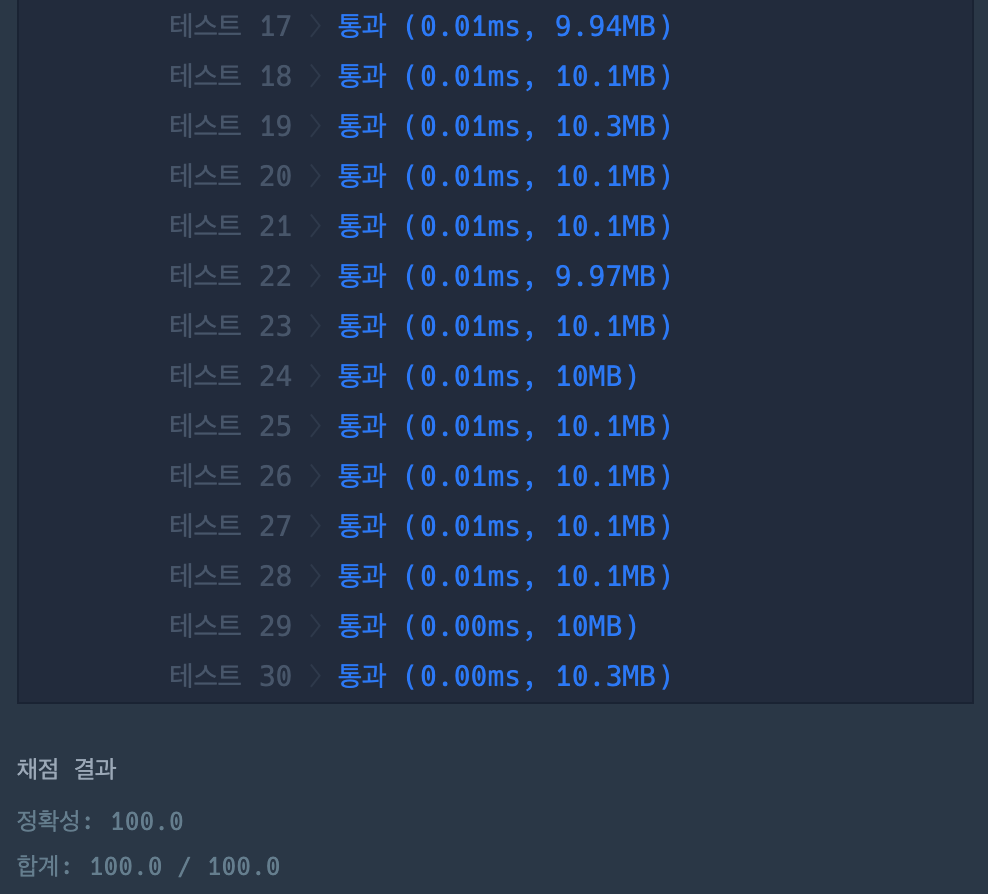 테스트 17 〉 통과 (0.01ms, 9.94MB)
테스트 18 〉 통과 (0.01ms, 10.1MB)
테스트 19 〉 통과 (0.01ms, 10.3MB)
테스트 20 〉 통과 (0.01ms, 10.1MB)
테스트 21 〉 통과 (0.01ms, 10.1MB)
테스트 22 〉 통과 (0.01ms, 9.97MB)
테스트 23 〉 통과 (0.01ms, 10.1MB)
테스트 24 〉 통과 (0.01ms, 10MB)
테스트 25 〉 통과 (0.01ms, 10.1MB)
테스트 26 〉 통과 (0.01ms, 10.1MB)
테스트 27 〉 통과 (0.01ms, 10.1MB)
테스트 28 〉 통과 (0.01ms, 10.1MB)
테스트 29 〉 통과 (0.00ms, 10MB)
테스트 30 〉 통과 (0.00ms, 10.3MB)
채점 결과
정확성: 100.0
합계: 100.0 / 100.0